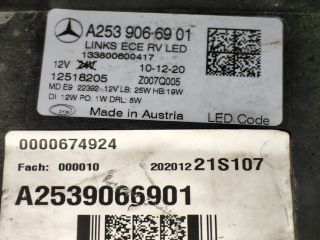 A253 906 69 01
LINKS ECE RV LED
133800600417
12V 24V 10-12-20
12518205 Z007Q005
MD E9 22392 12V LB: 25W HB:19W
DI: 12W PO: 1W DRL: 8W
Made in Austria LED Code
0000674924
Fach: 000010 202012 21S107
A2539066901